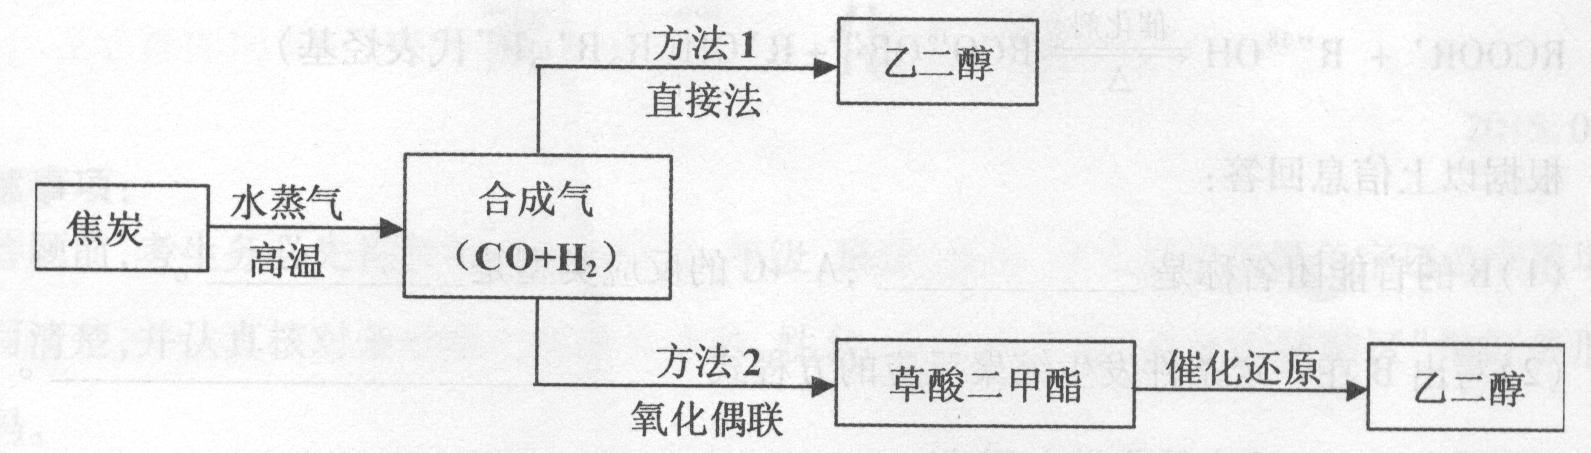 方法 1
乙二醇
直接法
焦炭
水蒸气
高温
合成气
（CO+H₂）
方法 2
氧化偶联
草酸二甲酯
催化还原
乙二醇